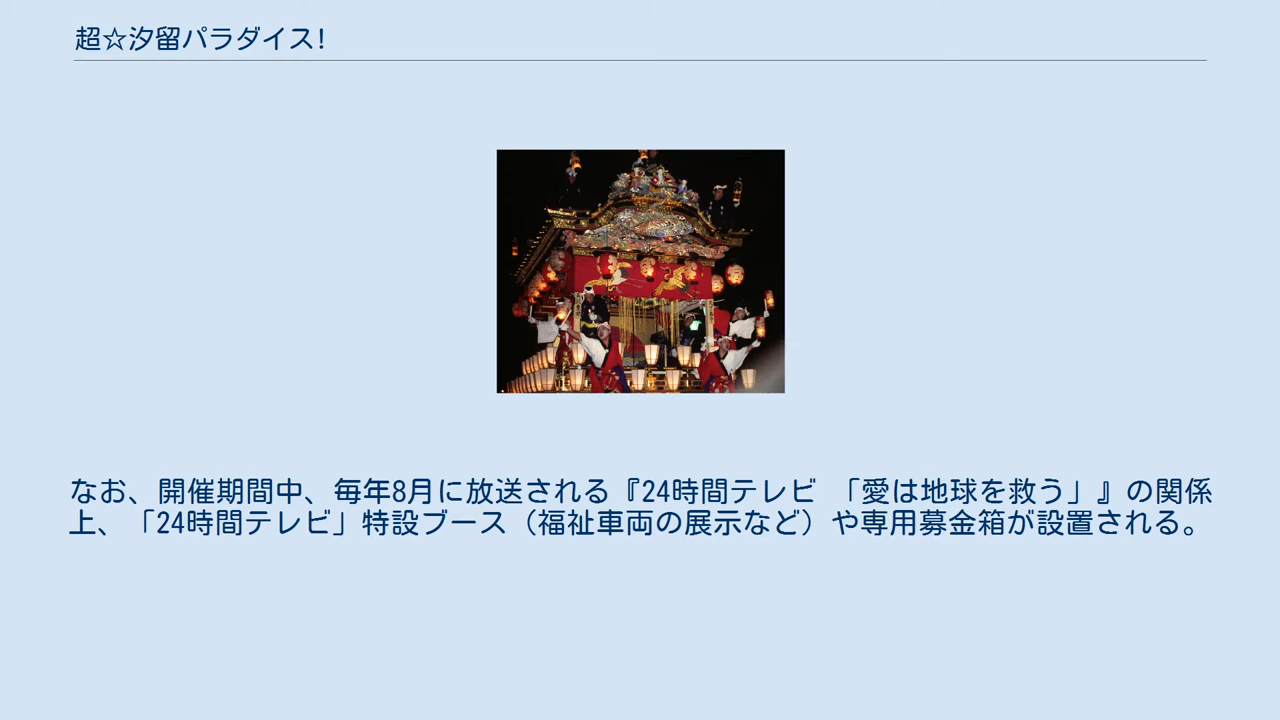 超☆汐留パラダイス!
なお、開催期間中、毎年8月に放送される『24時間テレビ 「愛は地球を救う」』の関係
上、「24時間テレビ」特設ブース（福祉車両の展示など）や専用募金箱が設置される。